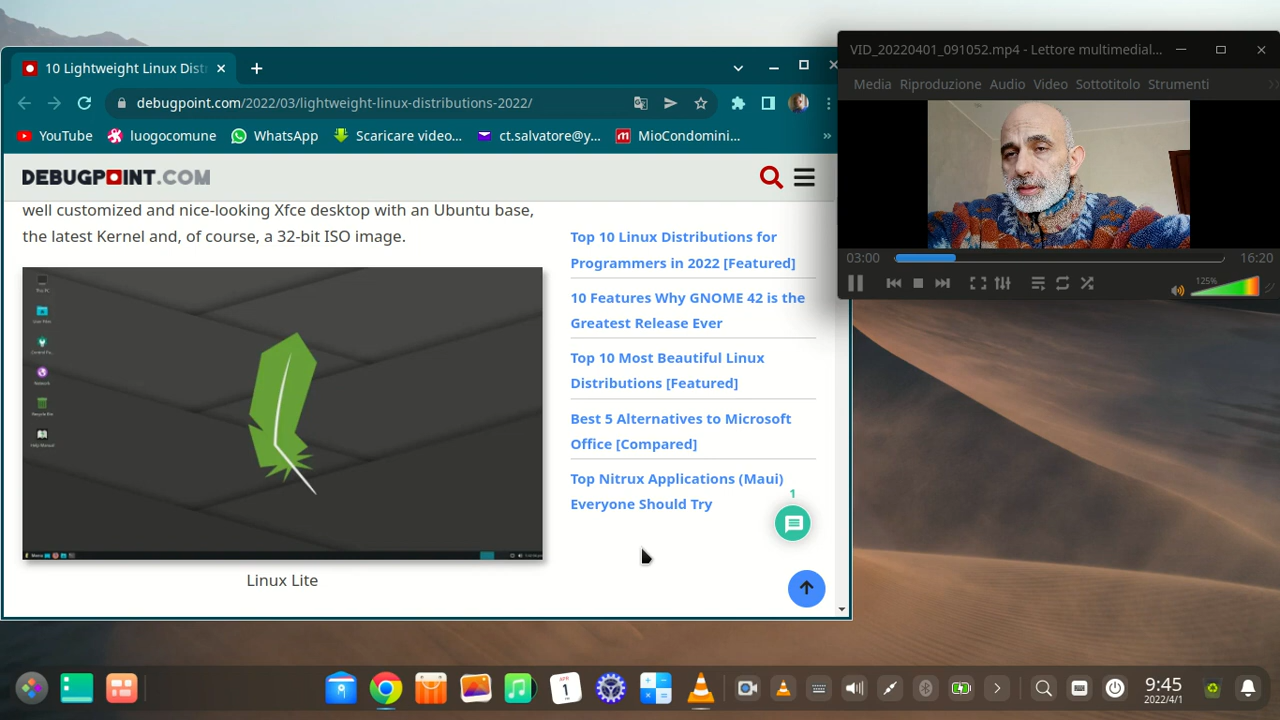 10 Lightweight Linux Dist
debugpoint.com/2022/03/lightweight-linux-distributions-2022/
YouTube
luogocomune
WhatsApp
Scaricare video...
ct.salvatore@y...
MioCondomini...
»
DEBUGPOINT.COM
well customized and nice-looking Xfce desktop with an Ubuntu base,
the latest Kernel and, of course, a 32-bit ISO image.
Linux Lite
Top 10 Linux Distributions for
Programmers in 2022 [Featured]
10 Features Why GNOME 42 is the
Greatest Release Ever
Top 10 Most Beautiful Linux
Distributions [Featured]
Best 5 Alternatives to Microsoft
Office [Compared]
Top Nitrux Applications (Maui)
Everyone Should Try
1
VID_20220401_091052.mp4 - Lettore multimedial...
Media Riproduzione Audio Video Sottotitolo Strumenti
03:00
16:20
125%
APR
1
9:45
2022/4/1